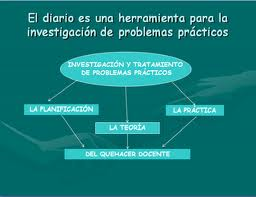 El diario es una herramienta para la
investigación de problemas prácticos
INVESTIGACIÓN Y TRATAMIENTO
DE PROBLEMAS PRÁCTICOS
LA PLANIFICACIÓN
LA PRÁCTICA
LA TEORÍA
DEL QUEHACER DOCENTE